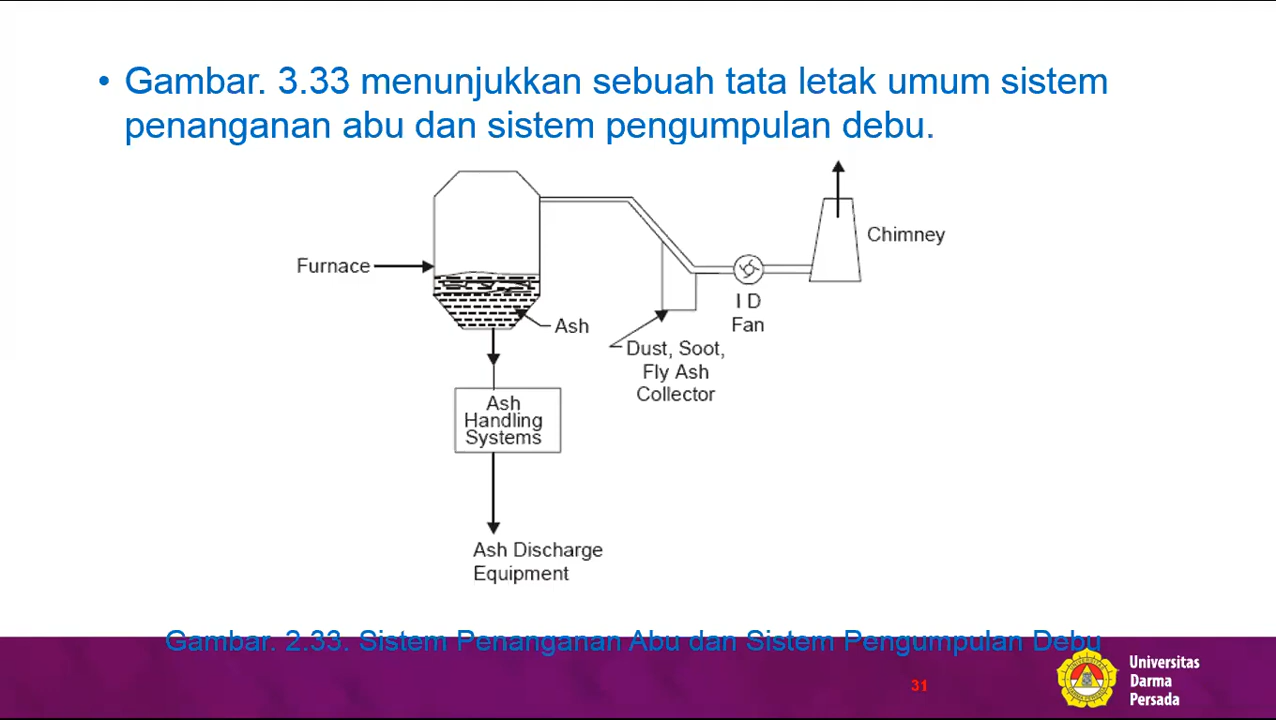 • Gambar. 3.33 menunjukkan sebuah tata letak umum sistem
penanganan abu dan sistem pengumpulan debu.
Chimney
Furnace
I D
Fan
Ash
Dust, Soot,
Fly Ash
Collector
Ash
Handling
Systems
Ash Discharge
Equipment
Gambar. 2.33. Sistem Penanganan Abu dan Sistem Pengumpulan Debu
31
Universitas
Darma
Persada